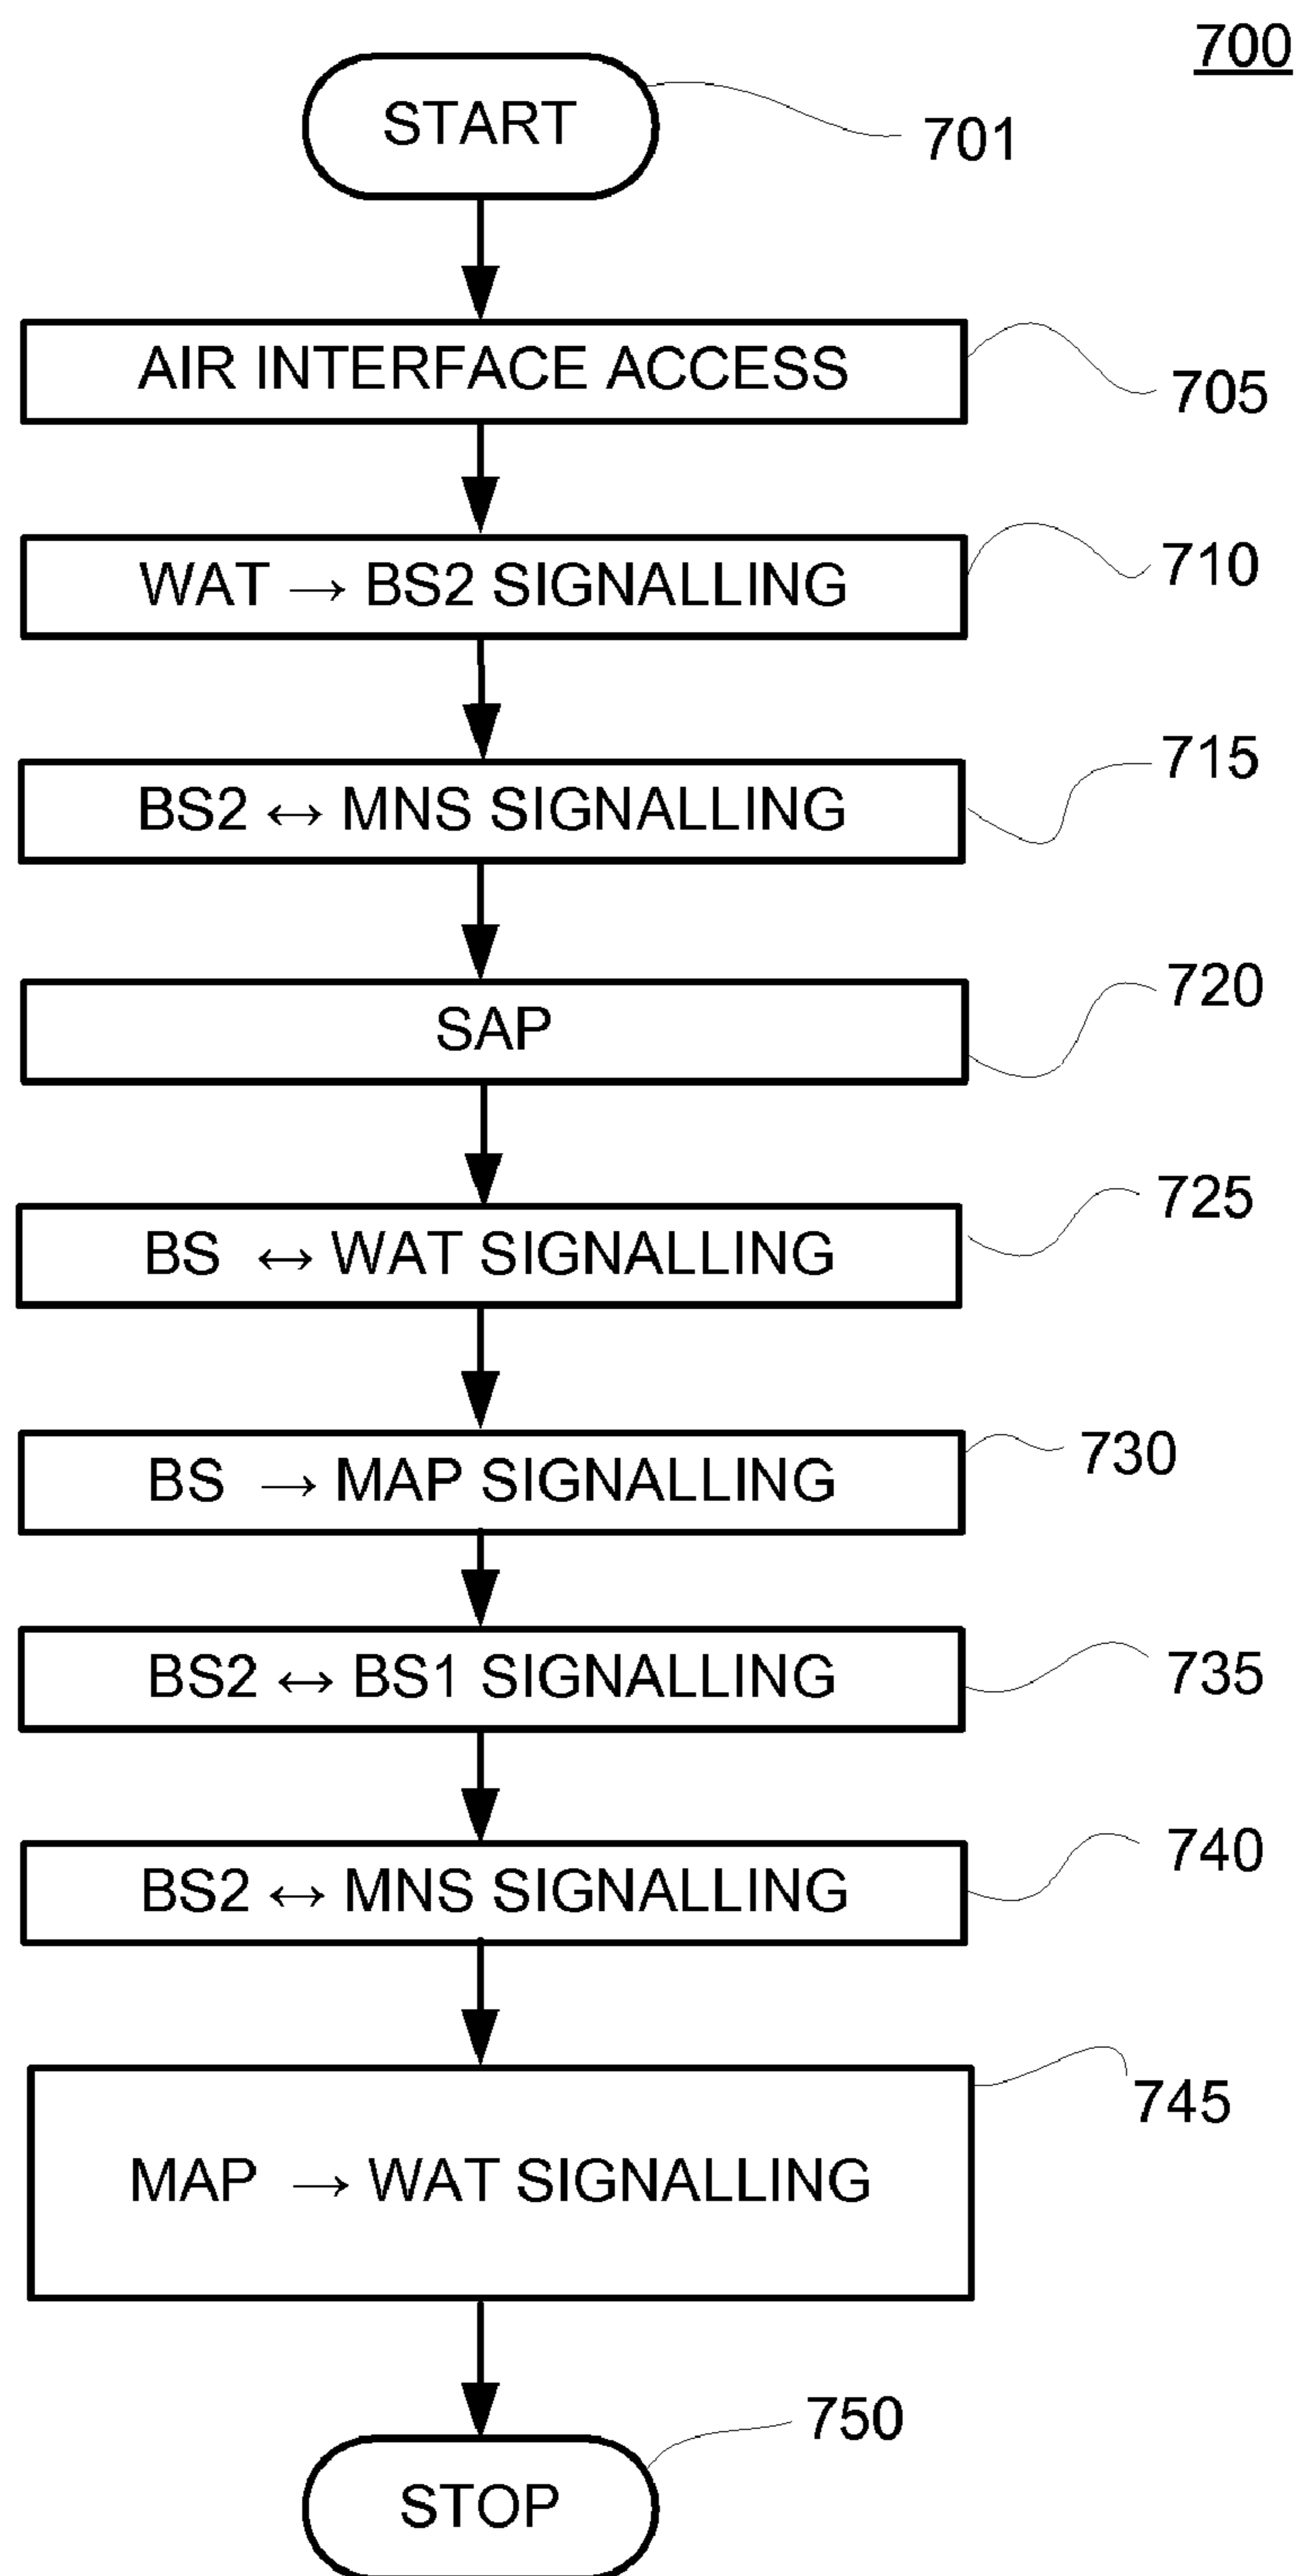 700
START
701
AIR INTERFACE ACCESS
705
WAT → BS2 SIGNALLING
710
BS2 ↔ MNS SIGNALLING
715
SAP
720
BS ↔ WAT SIGNALLING
725
BS → MAP SIGNALLING
730
BS2 ↔ BS1 SIGNALLING
735
BS2 ↔ MNS SIGNALLING
740
MAP → WAT SIGNALLING
745
STOP
750